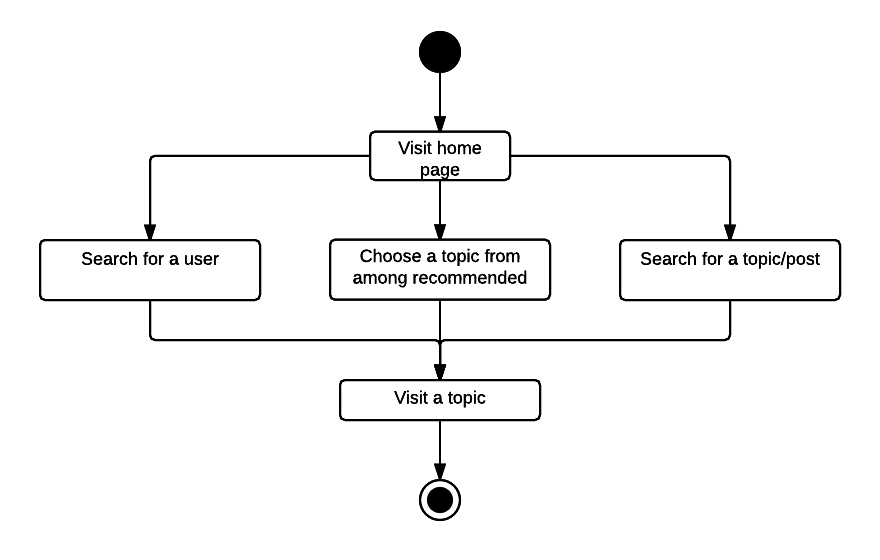 Visit home
page
Search for a user
Choose a topic from
among recommended
Search for a topic/post
Visit a topic